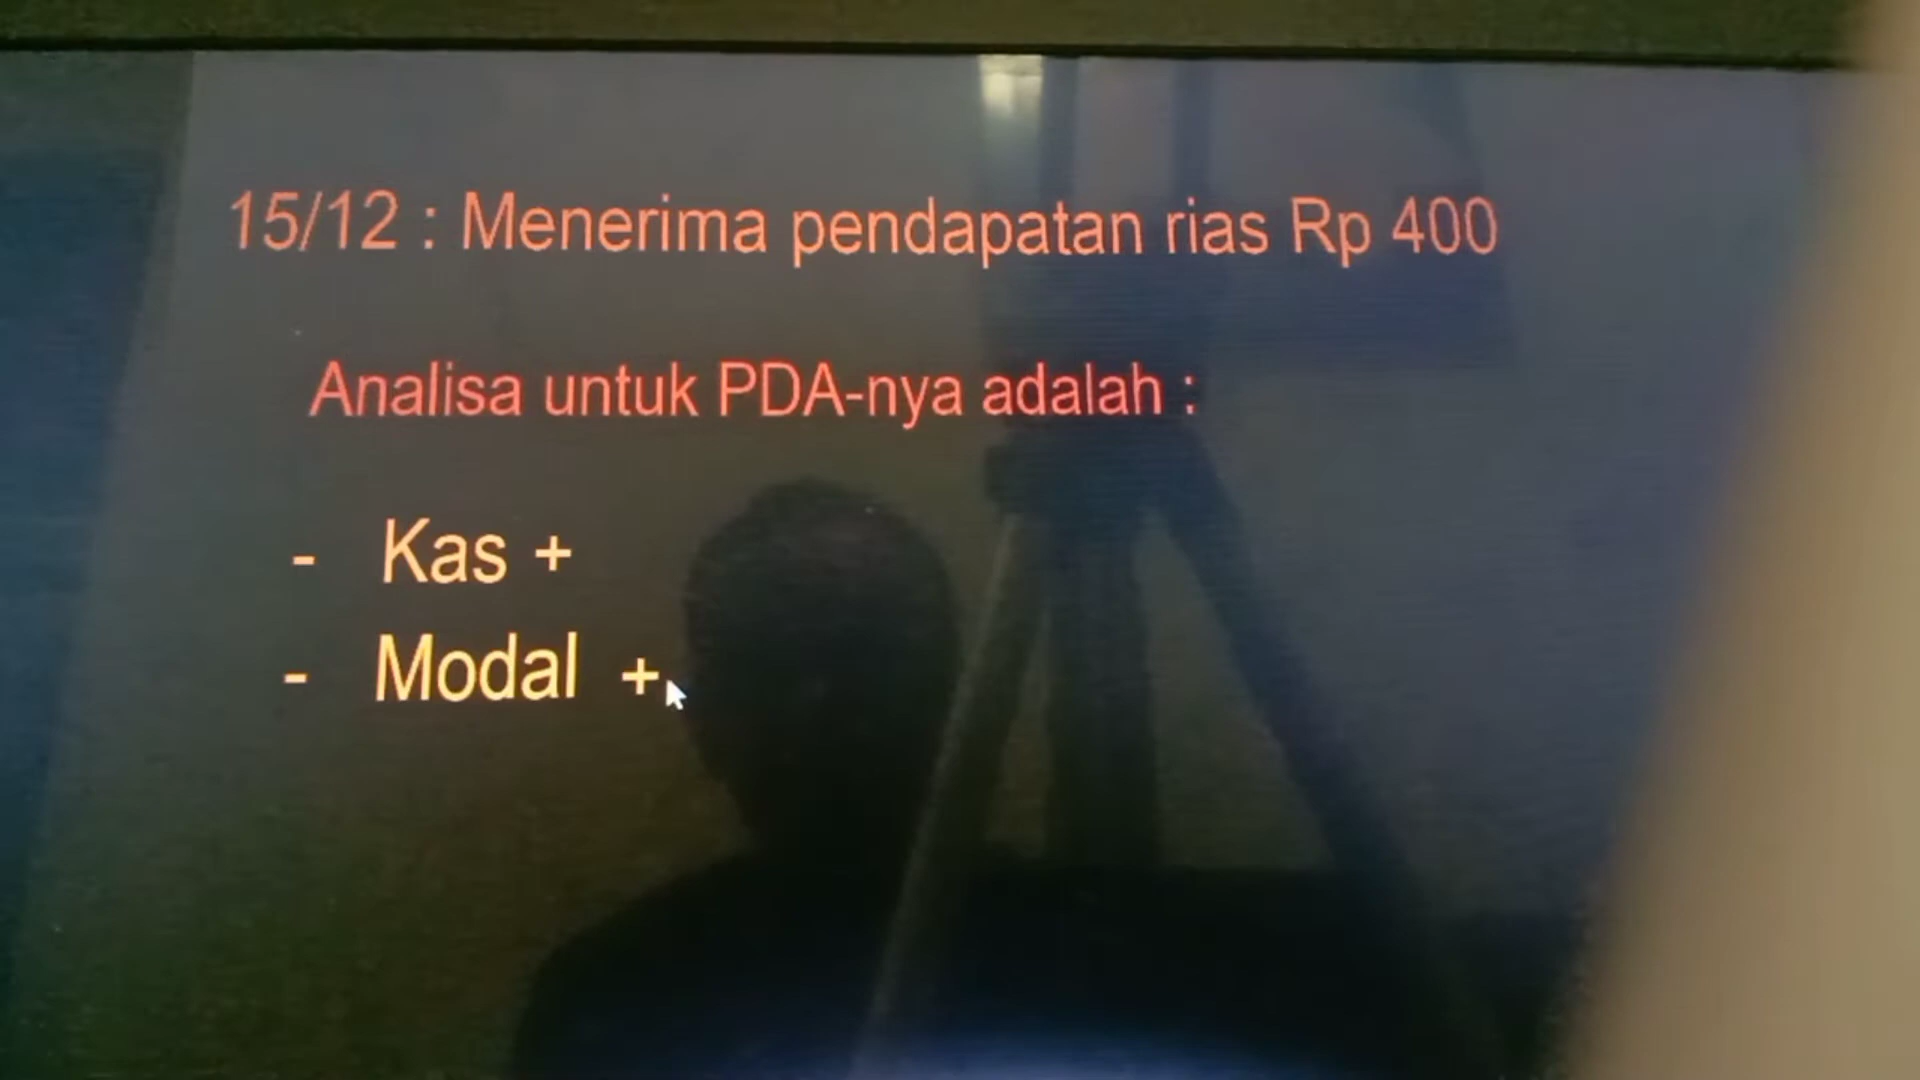 15/12 : Menerima pendapatan rias Rp 400
Analisa untuk PDA-nya adalah :
- Kas +
- Modal +